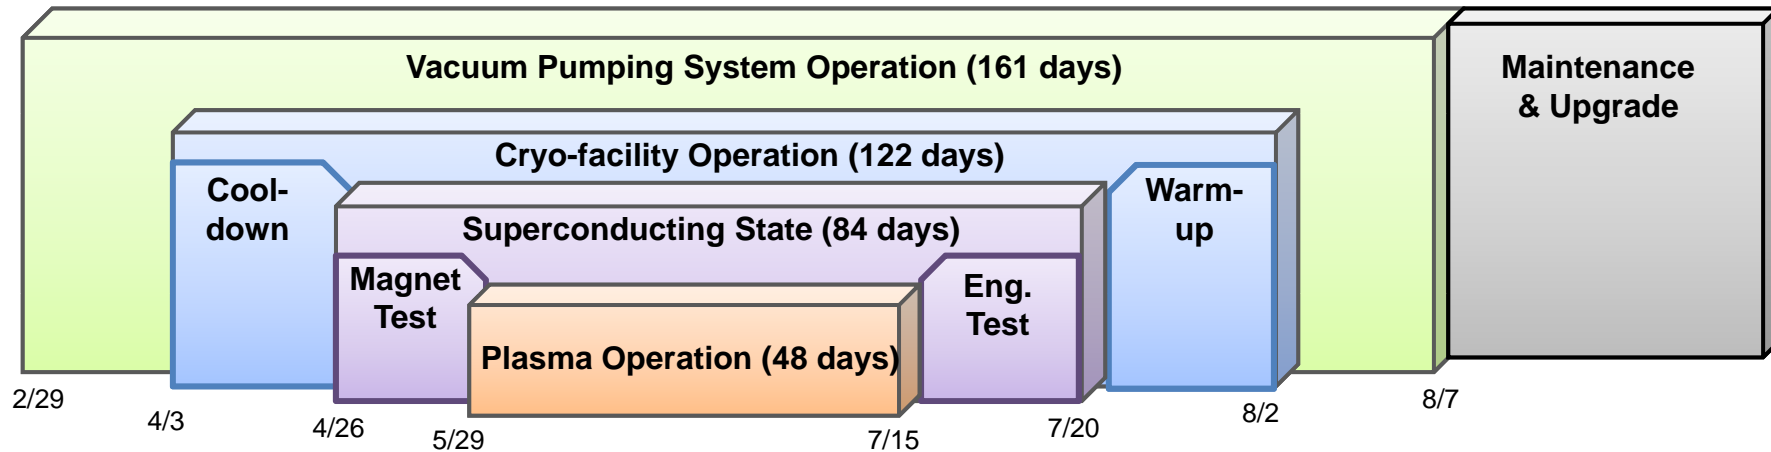 Vacuum Pumping System Operation (161 days)
Maintenance
& Upgrade
Cryo-facility Operation (122 days)
Cool-
down
Warm-
up
Superconducting State (84 days)
Magnet
Test
Eng.
Test
Plasma Operation (48 days)
2/29
4/3
4/26
5/29
7/15
7/20
8/2
8/7